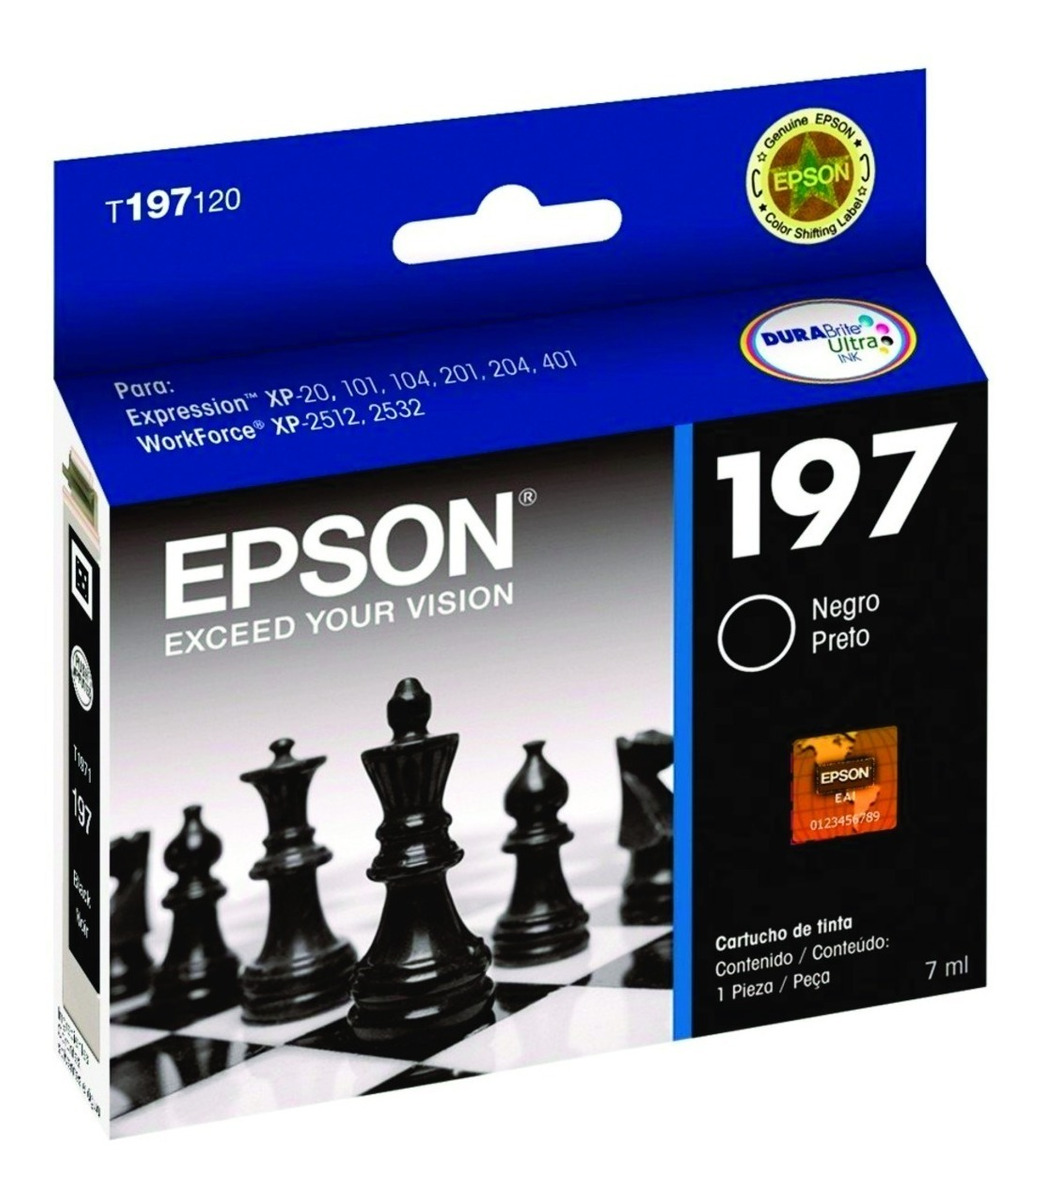 T197120
Genuine EPSON
EPSON
Color Shifting Label
Para:
Expression™ XP-20, 101, 104, 201, 204, 401
WorkForce® XP-2512, 2532
DURABrite®
Ultra
INK
EPSON®
EXCEED YOUR VISION
197
Negro
Preto
EPSON
EAI
0123456789
Cartucho de tinta
Contenido / Conteúdo:
1 Pieza / Peça
7 ml
T1971
197
Black
Noir